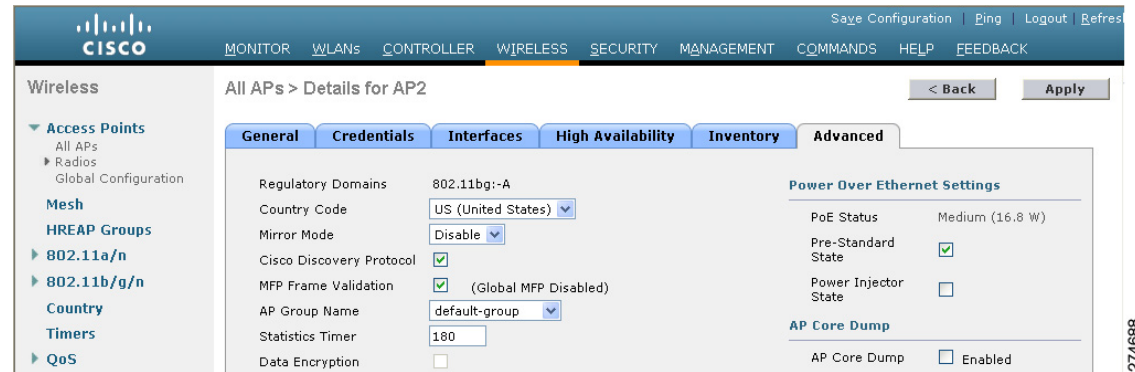 Save Configuration | Ping | Logout | Refres
CISCO
MONITOR WLANs CONTROLLER WIRELESS SECURITY MANAGEMENT COMMANDS HELP FEEDBACK
Wireless
All APs > Details for AP2
< Back
Apply
Access Points
All APs
Radios
Global Configuration
Mesh
HREAP Groups
802.11a/n
802.11b/g/n
Country
Timers
QoS
General Credentials Interfaces High Availability Inventory Advanced
Regulatory Domains 802.11bg:-A
Country Code US (United States)
Mirror Mode Disable
Cisco Discovery Protocol
MFP Frame Validation (Global MFP Disabled)
AP Group Name default-group
Statistics Timer 180
Data Encryption
Power Over Ethernet Settings
PoE Status Medium (16.8 W)
Pre-Standard
State
Power Injector
State
AP Core Dump
AP Core Dump Enabled
274688